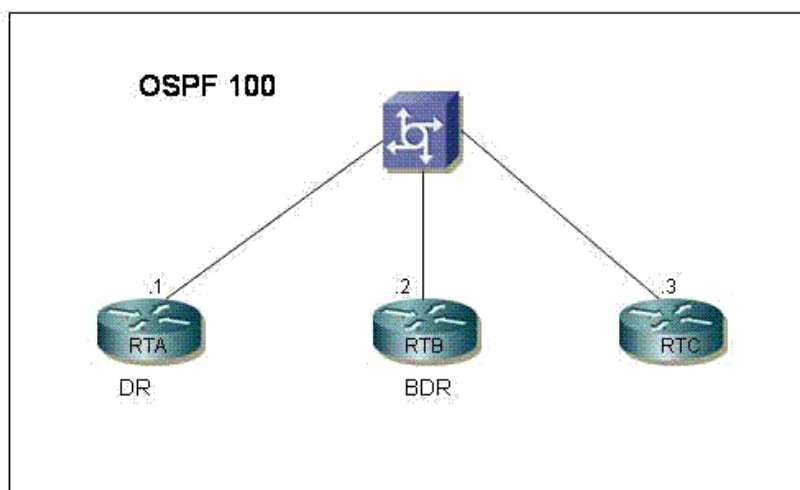 OSPF 100
.1
.2
.3
RTA
RTB
RTC
DR
BDR